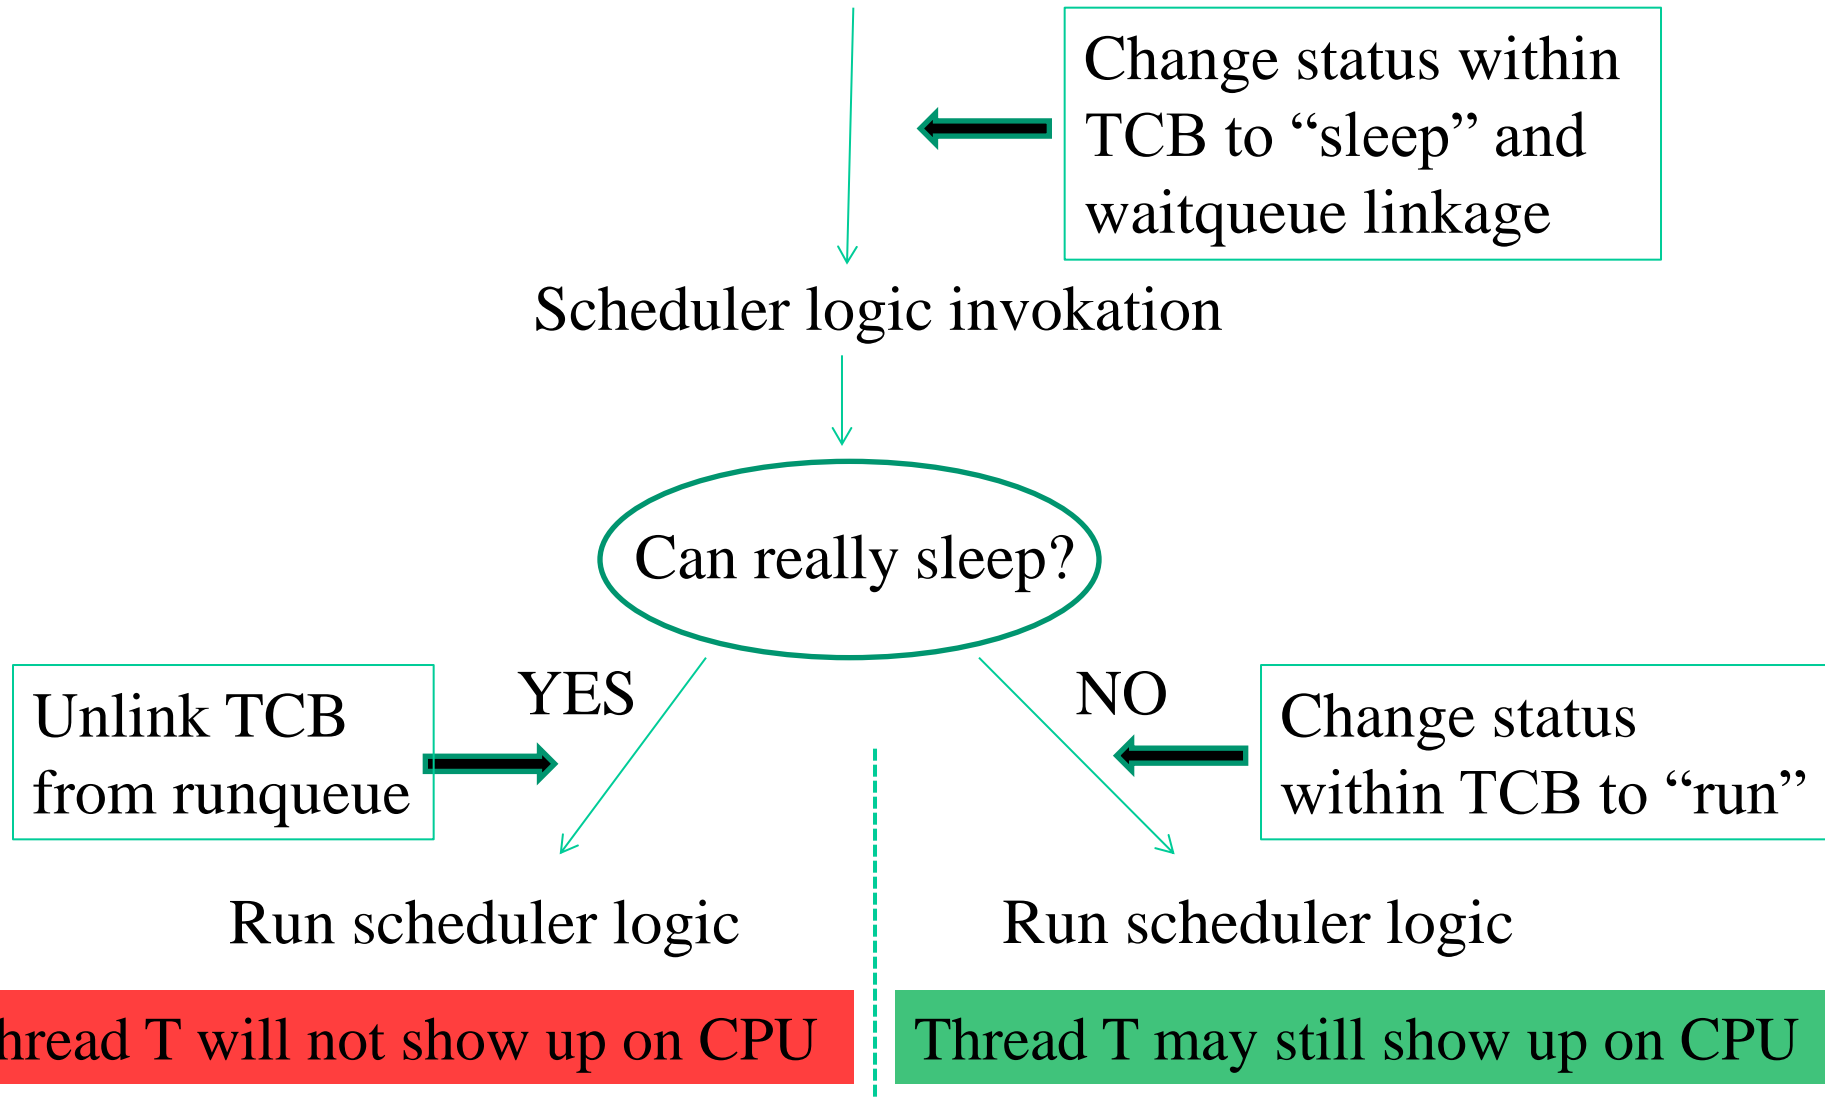 Change status within
TCB to “sleep” and
waitqueue linkage
Scheduler logic invokation
Can really sleep?
YES
NO
Unlink TCB
from runqueue
Change status
within TCB to “run”
Run scheduler logic
Run scheduler logic
hread T will not show up on CPU
Thread T may still show up on CPU